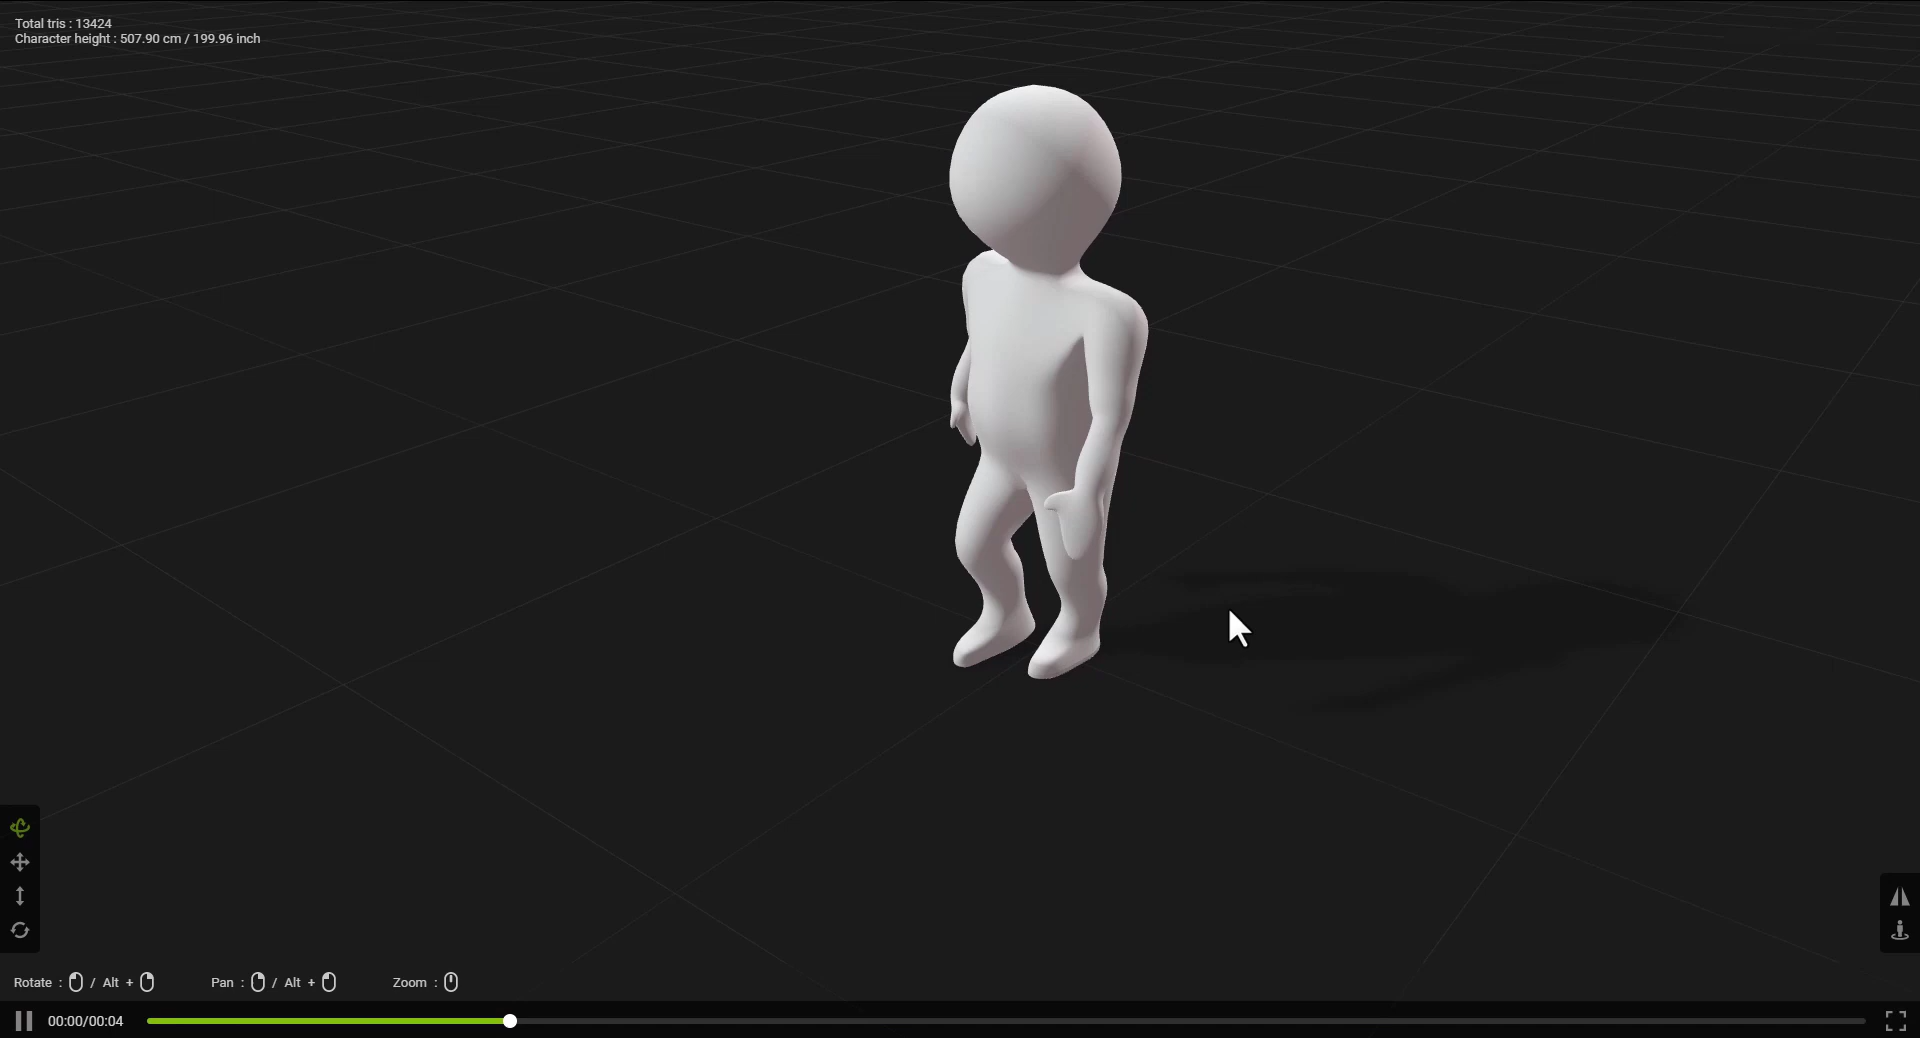 Total tris : 13424
Character height : 507.90 cm / 199.96 inch
Rotate : / Alt + Pan : / Alt + Zoom :
00:00/00:04